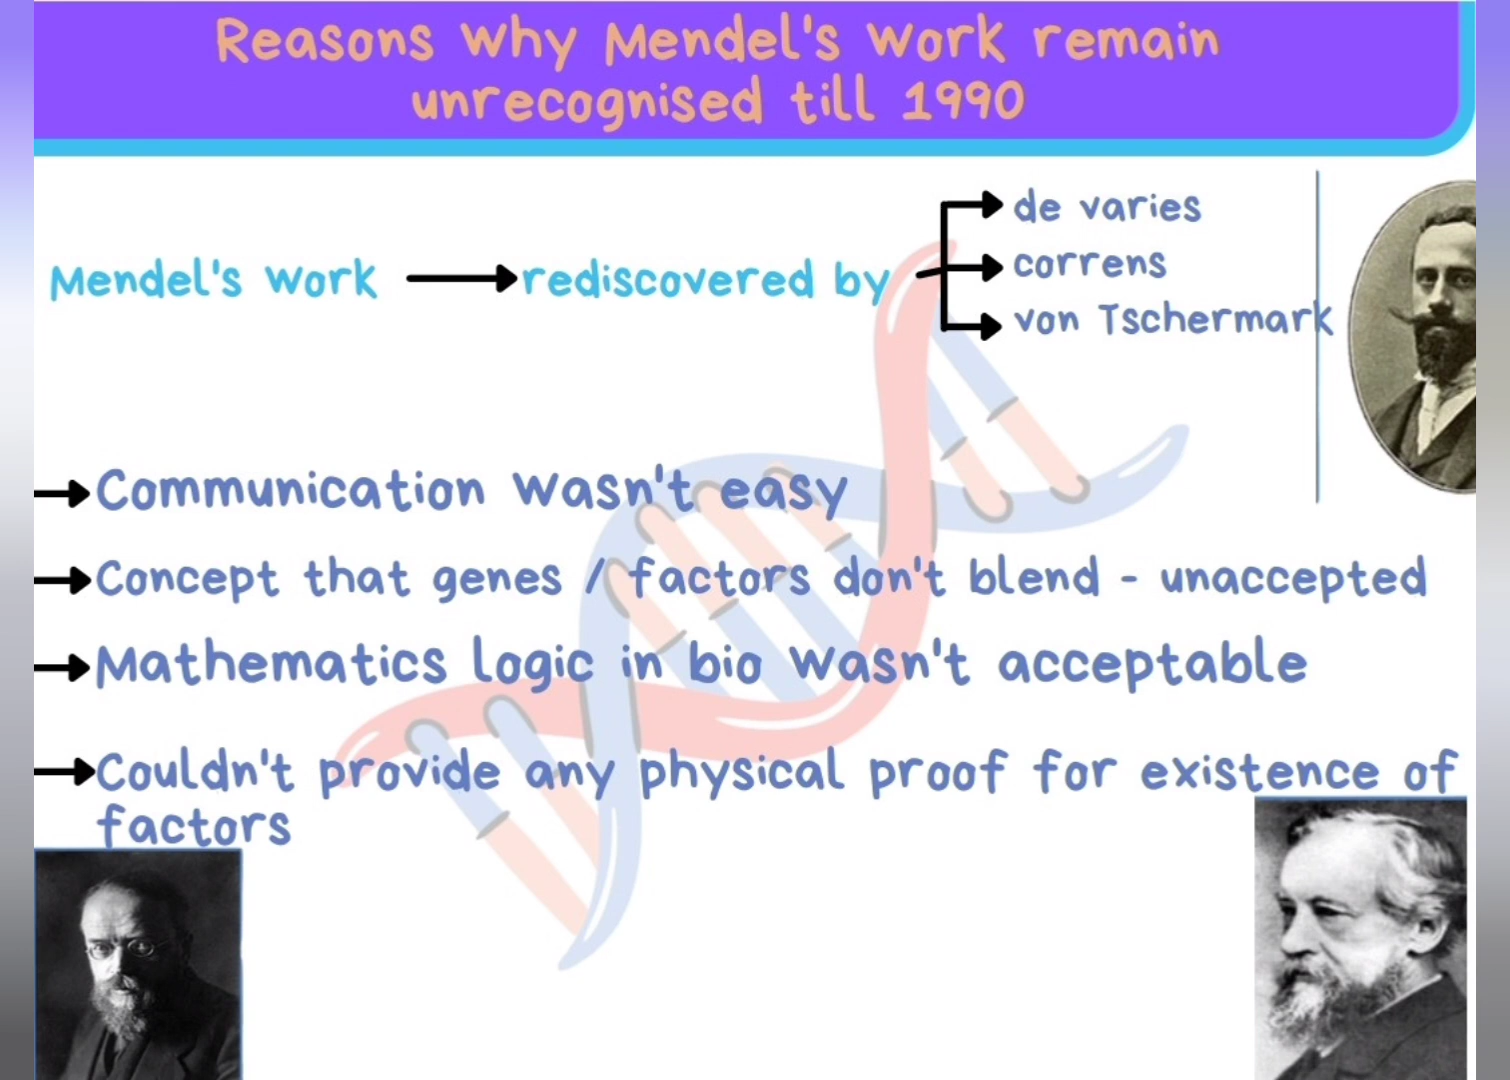 Reasons why Mendel's work remain
unrecognised till 1990
Mendel's work
rediscovered by
de varies
correns
von Tschermark
Communication wasn't easy
Concept that genes / factors don't blend - unaccepted
Mathematics logic in bio wasn't acceptable
Couldn't provide any physical proof for existence of
factors